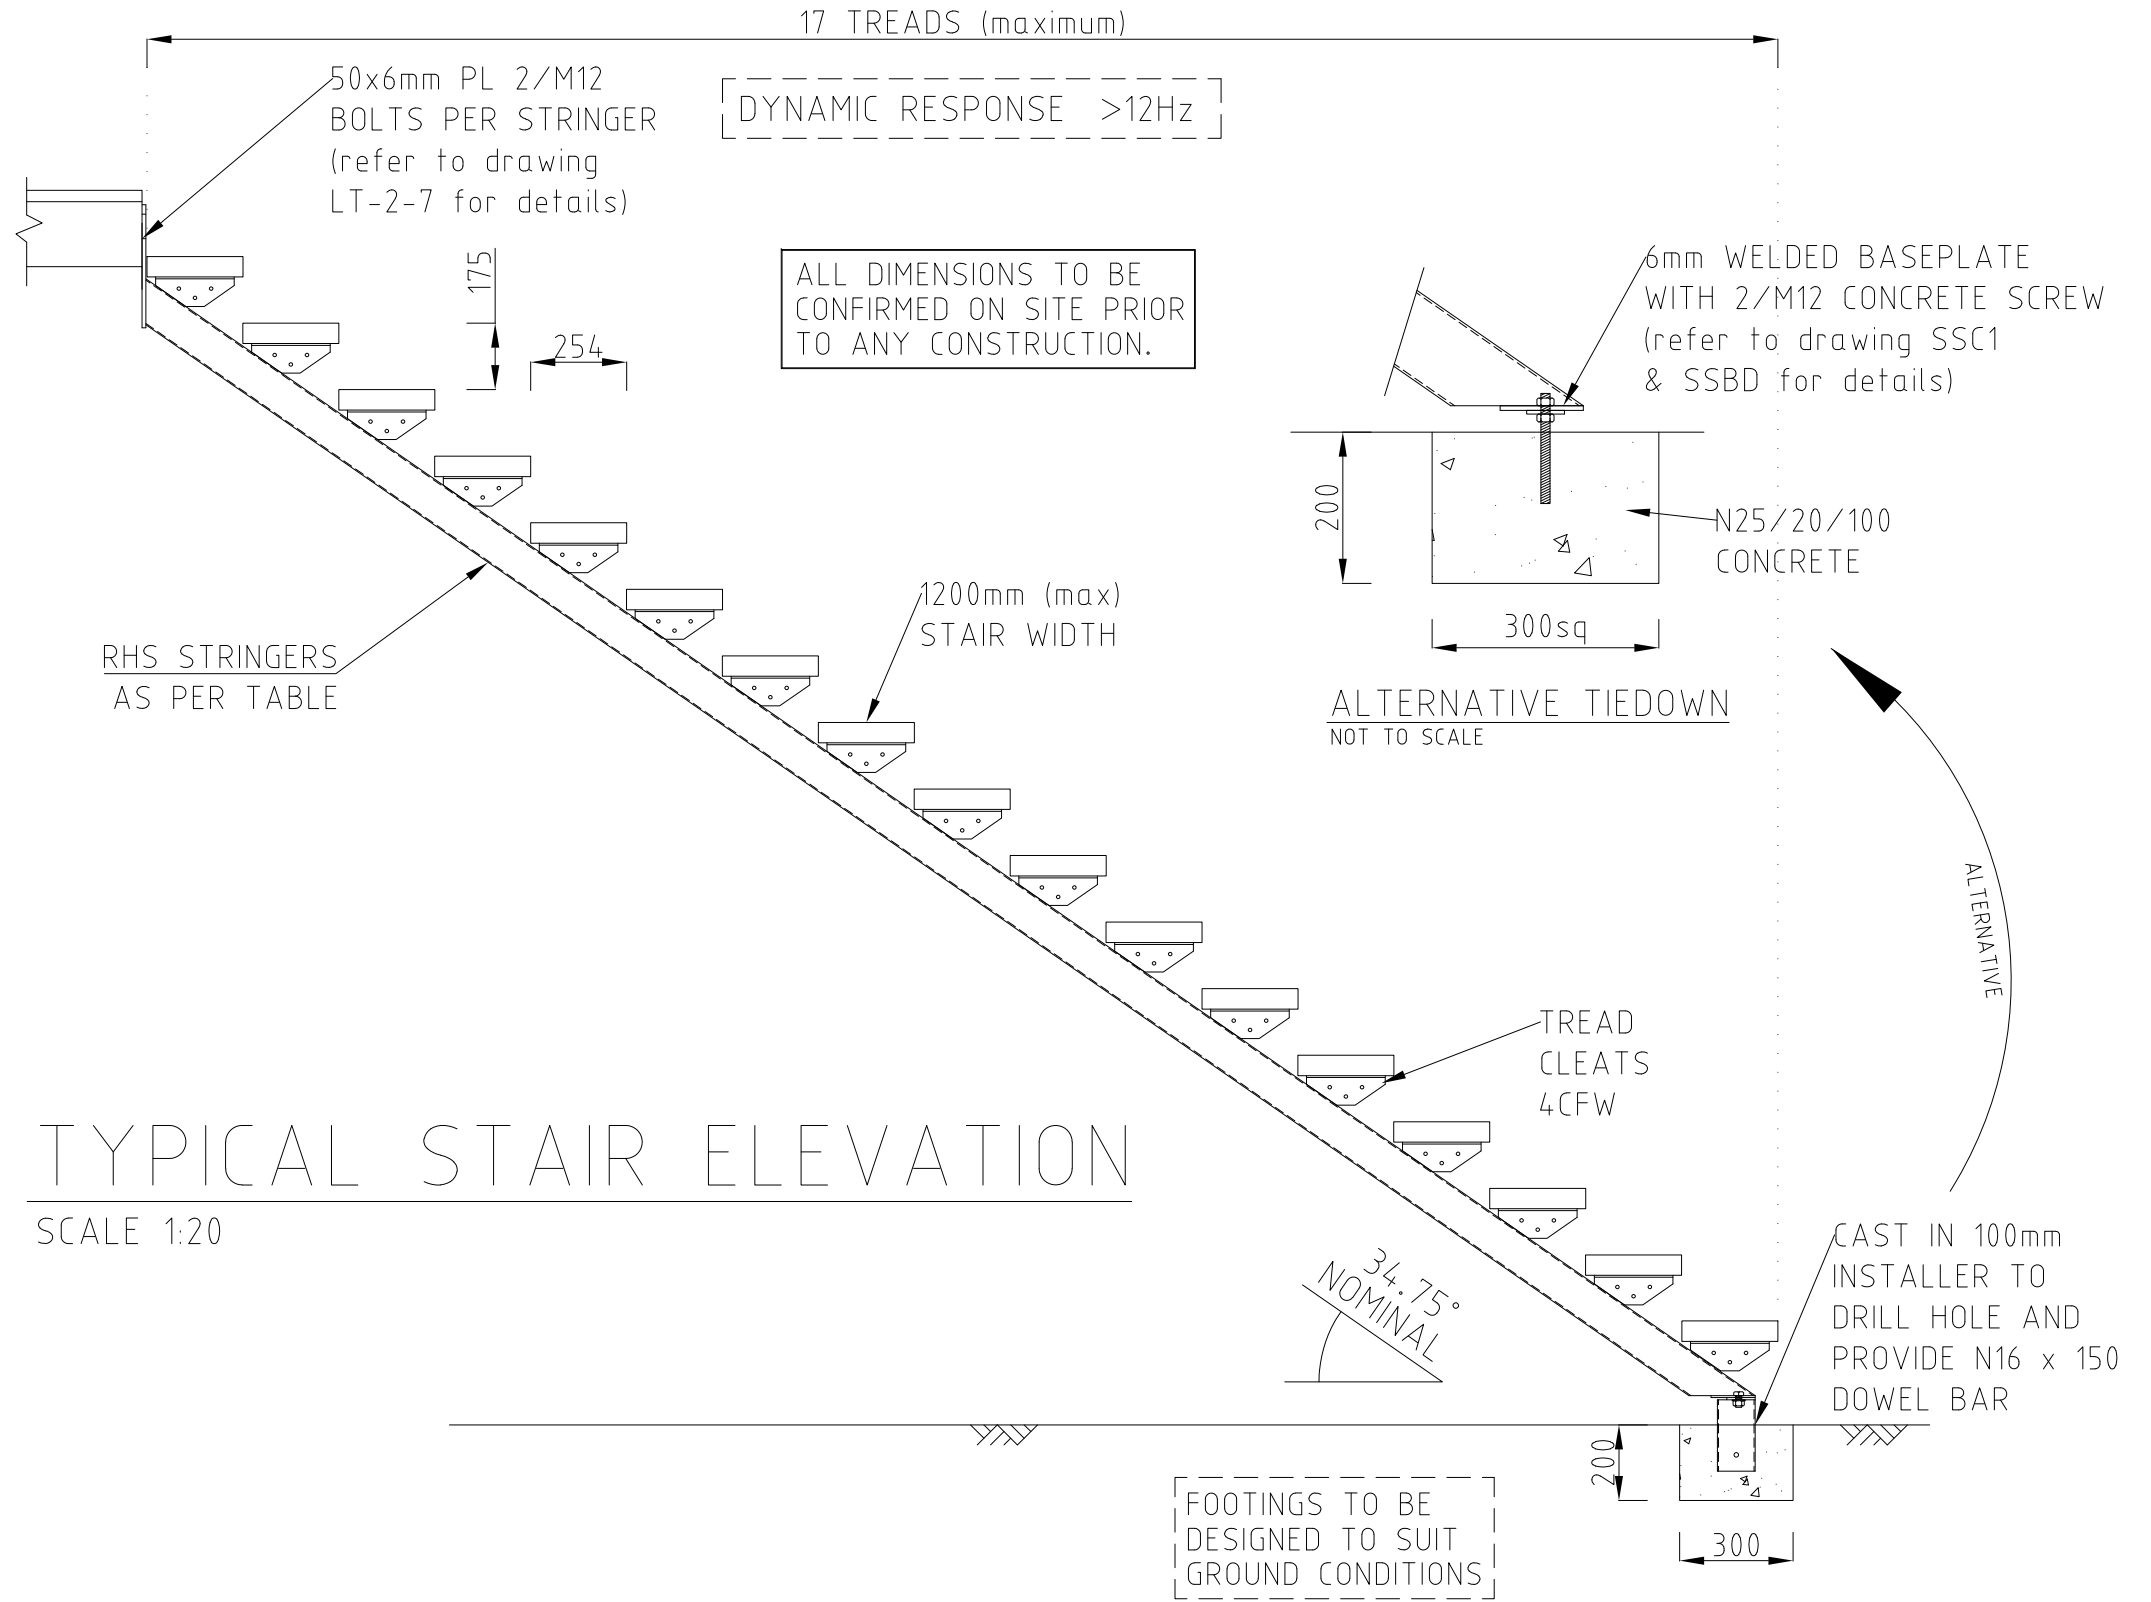 17 TREADS (maximum)
50x6mm PL 2/M12
BOLTS PER STRINGER
(refer to drawing
LT-2-7 for details)
DYNAMIC RESPONSE >12Hz
175
254
ALL DIMENSIONS TO BE
CONFIRMED ON SITE PRIOR
TO ANY CONSTRUCTION.
6mm WELDED BASEPLATE
WITH 2/M12 CONCRETE SCREW
(refer to drawing SSC1
& SSBD for details)
200
N25/20/100
CONCRETE
300sq
ALTERNATIVE TIEDOWN
NOT TO SCALE
RHS STRINGERS
AS PER TABLE
1200mm (max)
STAIR WIDTH
ALTERNATIVE
TREAD
CLEATS
4CFW
TYPICAL STAIR ELEVATION
SCALE 1:20
34.75°
NOMINAL
CAST IN 100mm
INSTALLER TO
DRILL HOLE AND
PROVIDE N16 x 150
DOWEL BAR
200
300
FOOTINGS TO BE
DESIGNED TO SUIT
GROUND CONDITIONS